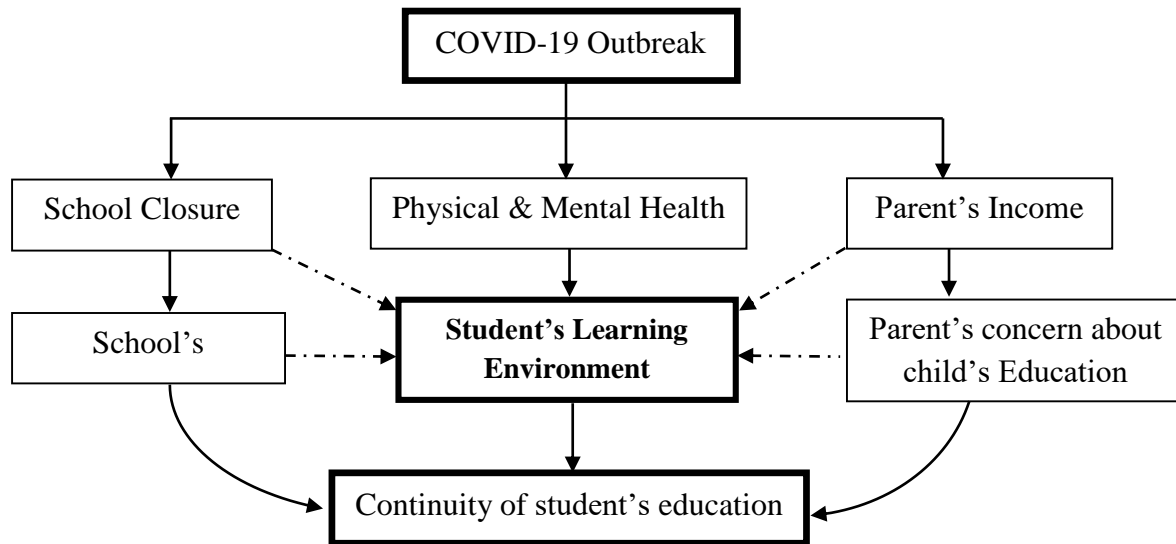 COVID-19 Outbreak
School Closure
Physical & Mental Health
Parent’s Income
School’s
Student’s Learning
Environment
Parent’s concern about
child’s Education
Continuity of student’s education